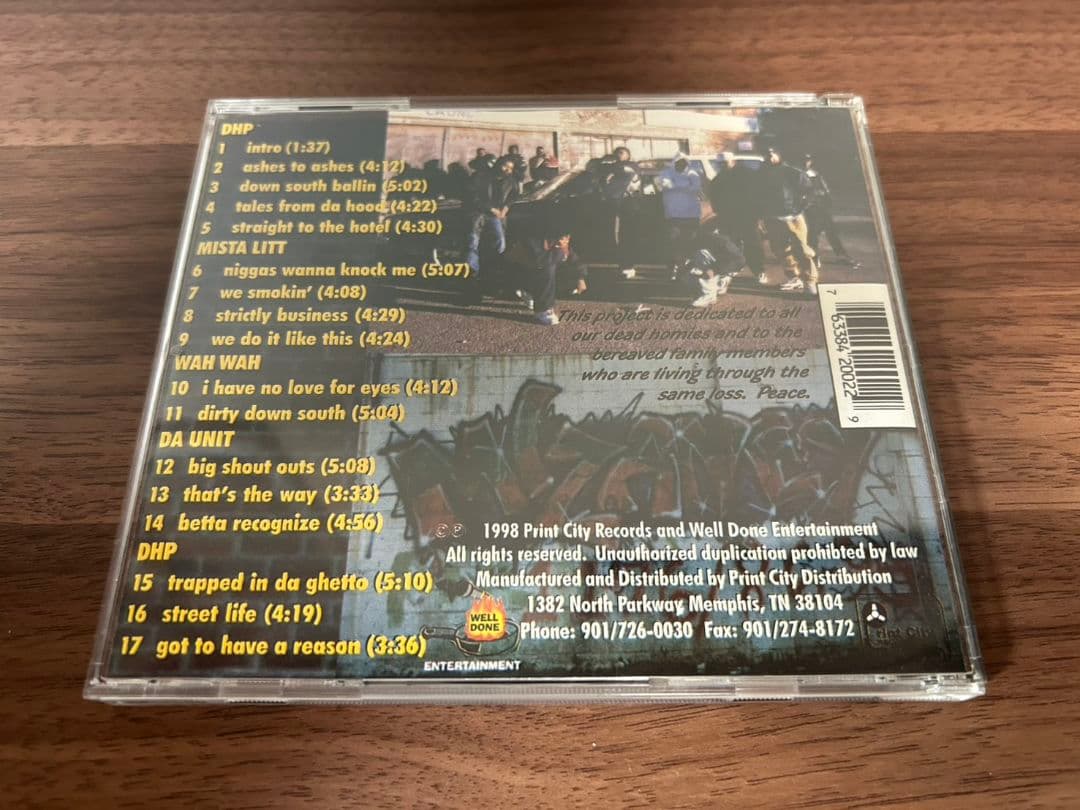 DHP
1 intro (1:37)
2 ashes to ashes (4:12)
3 down south ballin (5:02)
4 tales from da hood (4:22)
5 straight to the hotel (4:30)
MISTA LITT
6 niggas wanna knock me (5:07)
7 we smokin' (4:08)
8 strictly business (4:29)
9 we do it like this (4:24)
WAH WAH
10 i have no love for eyes (4:12)
11 dirty down south (5:04)
DA UNIT
12 big shout outs (5:08)
13 that's the way (3:33)
14 betta recognize (4:56)
DHP
15 trapped in da ghetto (5:10)
16 street life (4:19)
17 got to have a reason (3:36)
This project is dedicated to all
our dead homies and to the
bereaved family members
who are living through the
same loss. Peace.
7 63384 20022 9
© ℗ 1998 Print City Records and Well Done Entertainment
All rights reserved. Unauthorized duplication prohibted by law
Manufactured and Distributed by Print City Distribution
1382 North Parkway, Memphis, TN 38104
Phone: 901/726-0030 Fax: 901/274-8172
WELL
DONE
ENTERTAINMENT